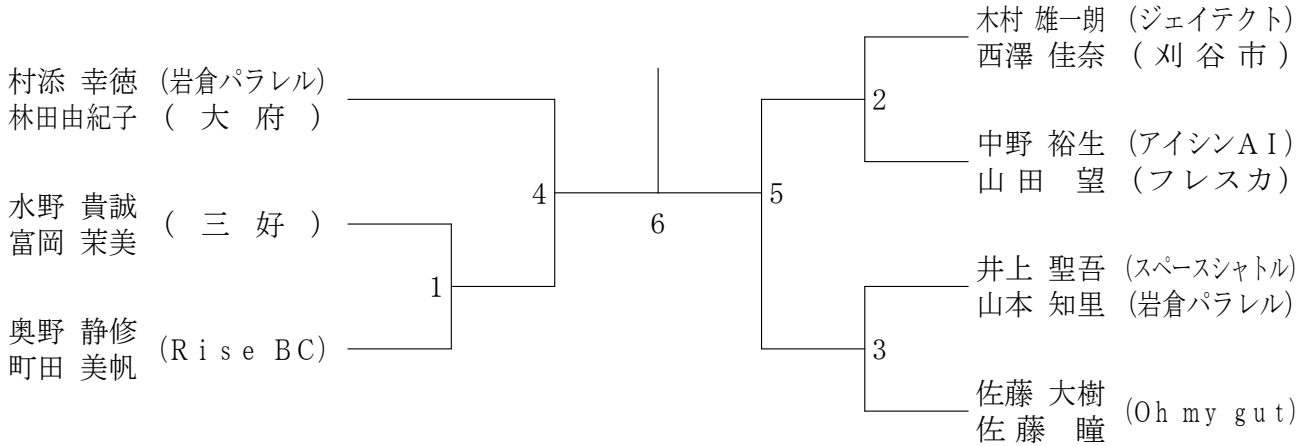 村添 幸徳 (岩倉パラレル)
林田由紀子 ( 大 府 )
水野 貴誠
富岡 茉美
( 三 好 )
奥野 静修
町田 美帆
(Rise BC)
1
4
6
5
2
3
木村 雄一朗 (ジェイテクト)
西澤 佳奈 ( 刈 谷 市 )
中野 裕生 (アイシンAI)
山 田 望 (フレスカ)
井上 聖吾 (スペースシャトル)
山本 知里 (岩倉パラレル)
佐藤 大樹
佐 藤 瞳
(Oh my gut)